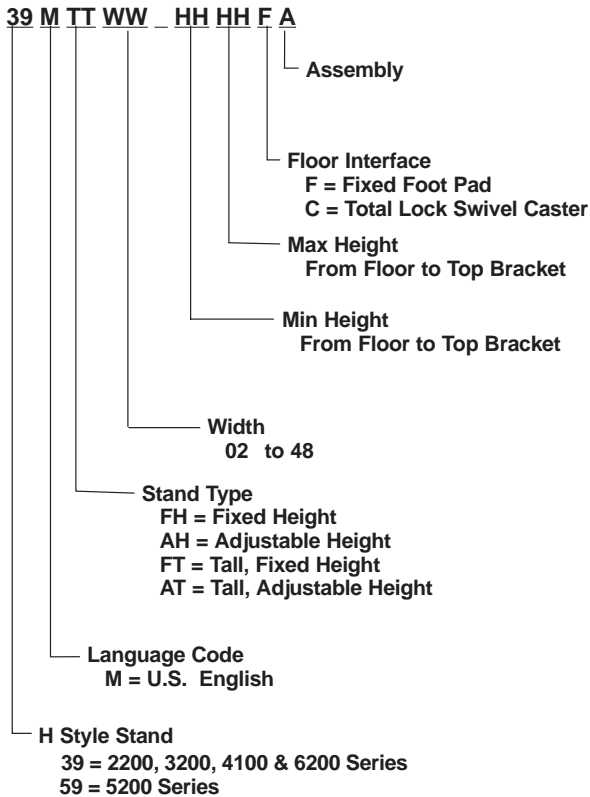 39 M TT WW _ HH HH F A
Assembly
Floor Interface
F = Fixed Foot Pad
C = Total Lock Swivel Caster
Max Height
From Floor to Top Bracket
Min Height
From Floor to Top Bracket
Width
02 to 48
Stand Type
FH = Fixed Height
AH = Adjustable Height
FT = Tall, Fixed Height
AT = Tall, Adjustable Height
Language Code
M = U.S. English
H Style Stand
39 = 2200, 3200, 4100 & 6200 Series
59 = 5200 Series